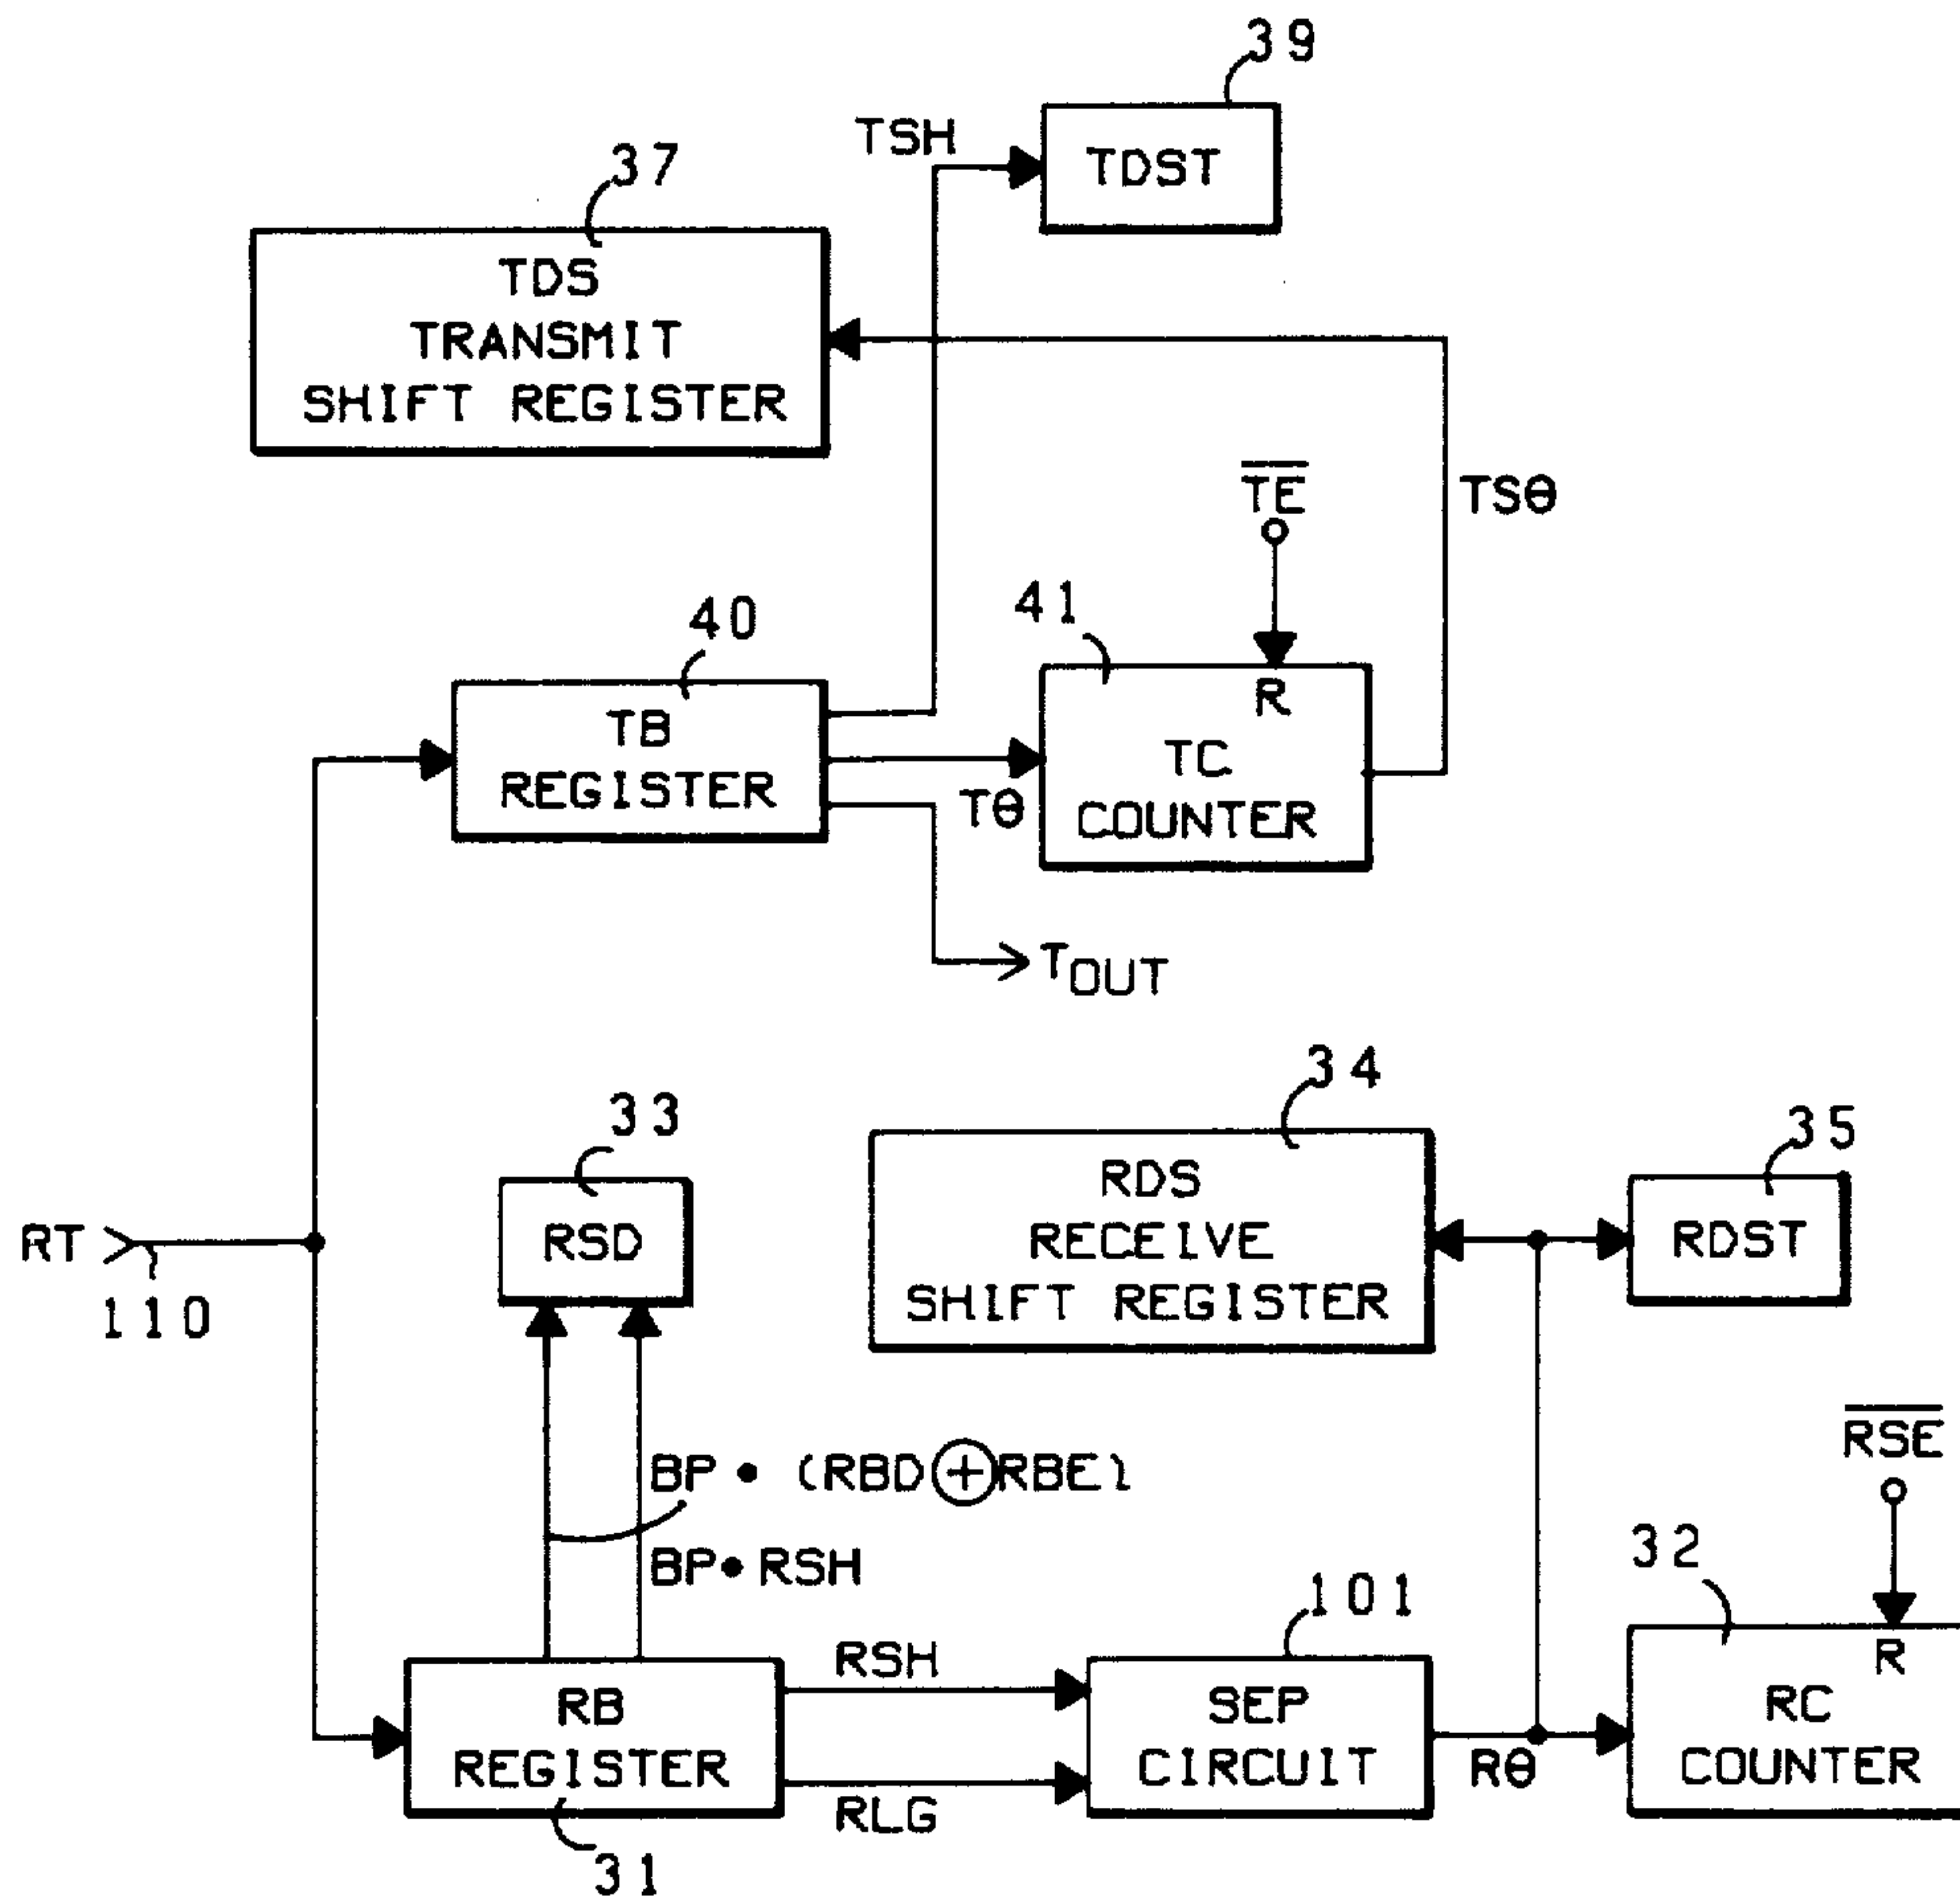 39
TSH
TDST
37
TDS
TRANSMIT
SHIFT REGISTER
TE
TSθ
40
41
R
TB
REGISTER
TC
COUNTER
Tθ
TOUT
34
33
35
RDS
RECEIVE
SHIFT REGISTER
RSD
RDST
RT
110
RSE
BP • (RBD⊕RBE)
BP•RSH
32
101
RSH
R
RB
REGISTER
SEP
CIRCUIT
RC
COUNTER
Rθ
RLG
31